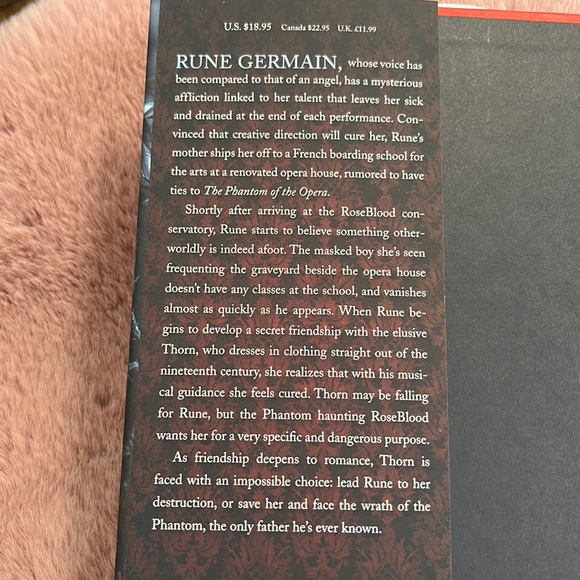 U.S. $18.95 Canada $22.95 U.K. £11.99
RUNE GERMAIN, whose voice has
been compared to that of an angel, has a mysterious
affliction linked to her talent that leaves her sick
and drained at the end of each performance. Con-
vinced that creative direction will cure her, Rune's
mother ships her off to a French boarding school for
the arts at a renovated opera house, rumored to have
ties to The Phantom of the Opera.
Shortly after arriving at the RoseBlood con-
servatory, Rune starts to believe something other-
worldly is indeed afoot. The masked boy she's seen
frequenting the graveyard beside the opera house
doesn't have any classes at the school, and vanishes
almost as quickly as he appears. When Rune be-
gins to develop a secret friendship with the elusive
Thorn, who dresses in clothing straight out of the
nineteenth century, she realizes that with his musi-
cal guidance she feels cured. Thorn may be falling
for Rune, but the Phantom haunting RoseBlood
wants her for a very specific and dangerous purpose.
As friendship deepens to romance, Thorn is
faced with an impossible choice: lead Rune to her
destruction, or save her and face the wrath of the
Phantom, the only father he's ever known.